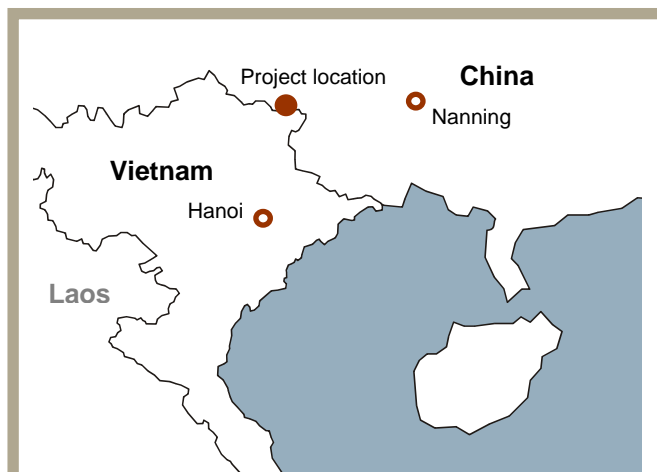 Project location
China
Nanning
Vietnam
Hanoi
Laos